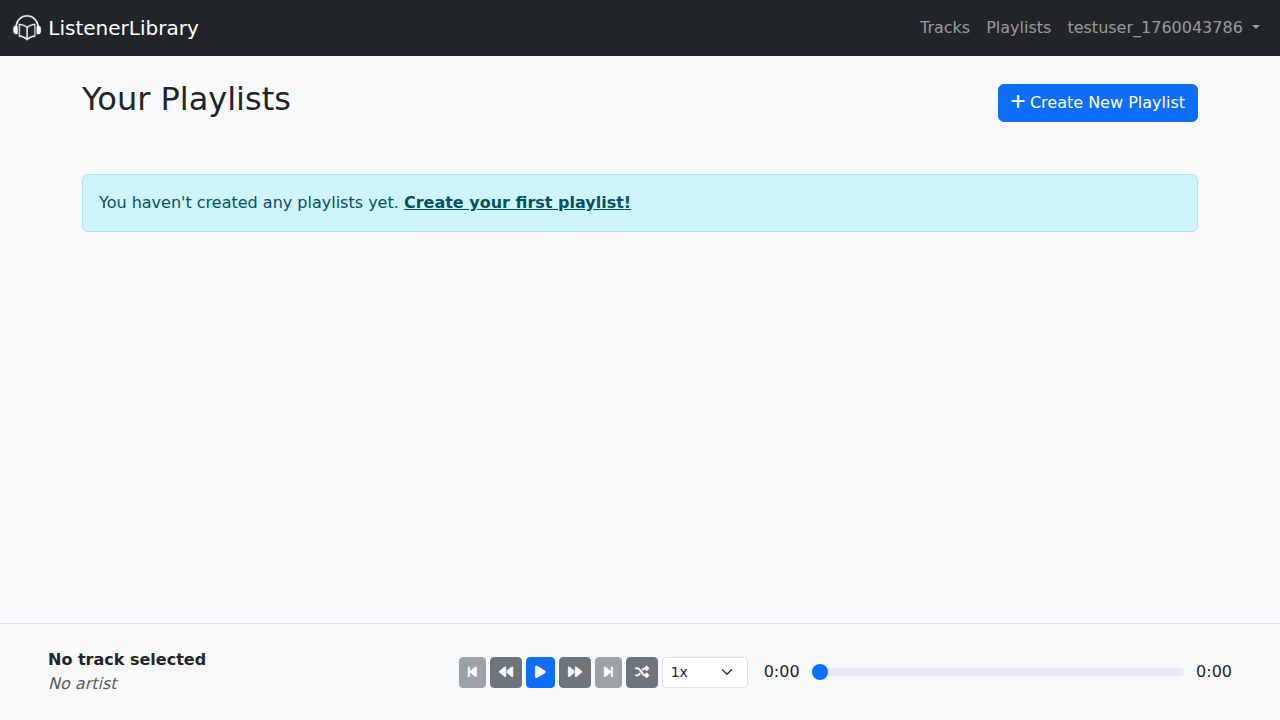 ListenerLibrary
Tracks Playlists testuser_1760043786
Your Playlists
Create New Playlist
You haven't created any playlists yet. Create your first playlist!
No track selected
No artist
1x
0:00
0:00